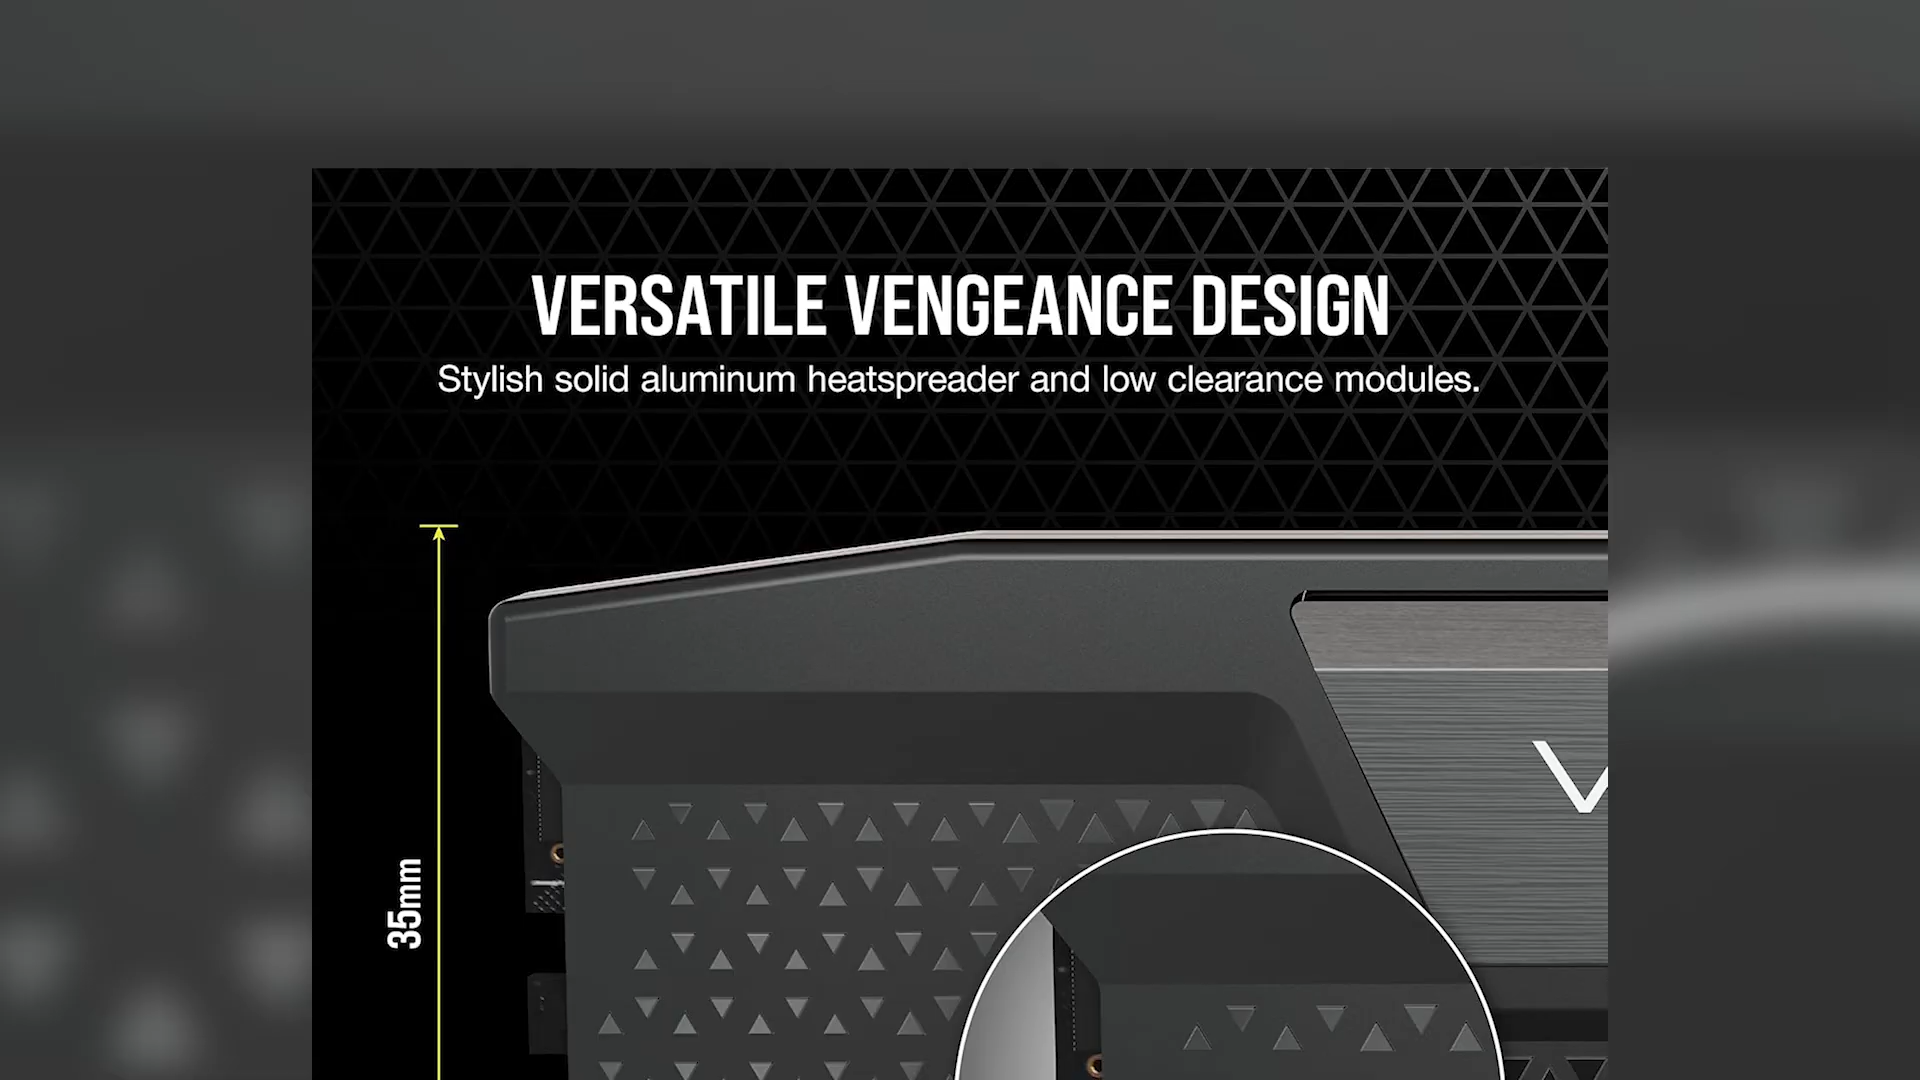 VERSATILE VENGEANCE DESIGN
Stylish solid aluminum heatspreader and low clearance modules.
V
35mm